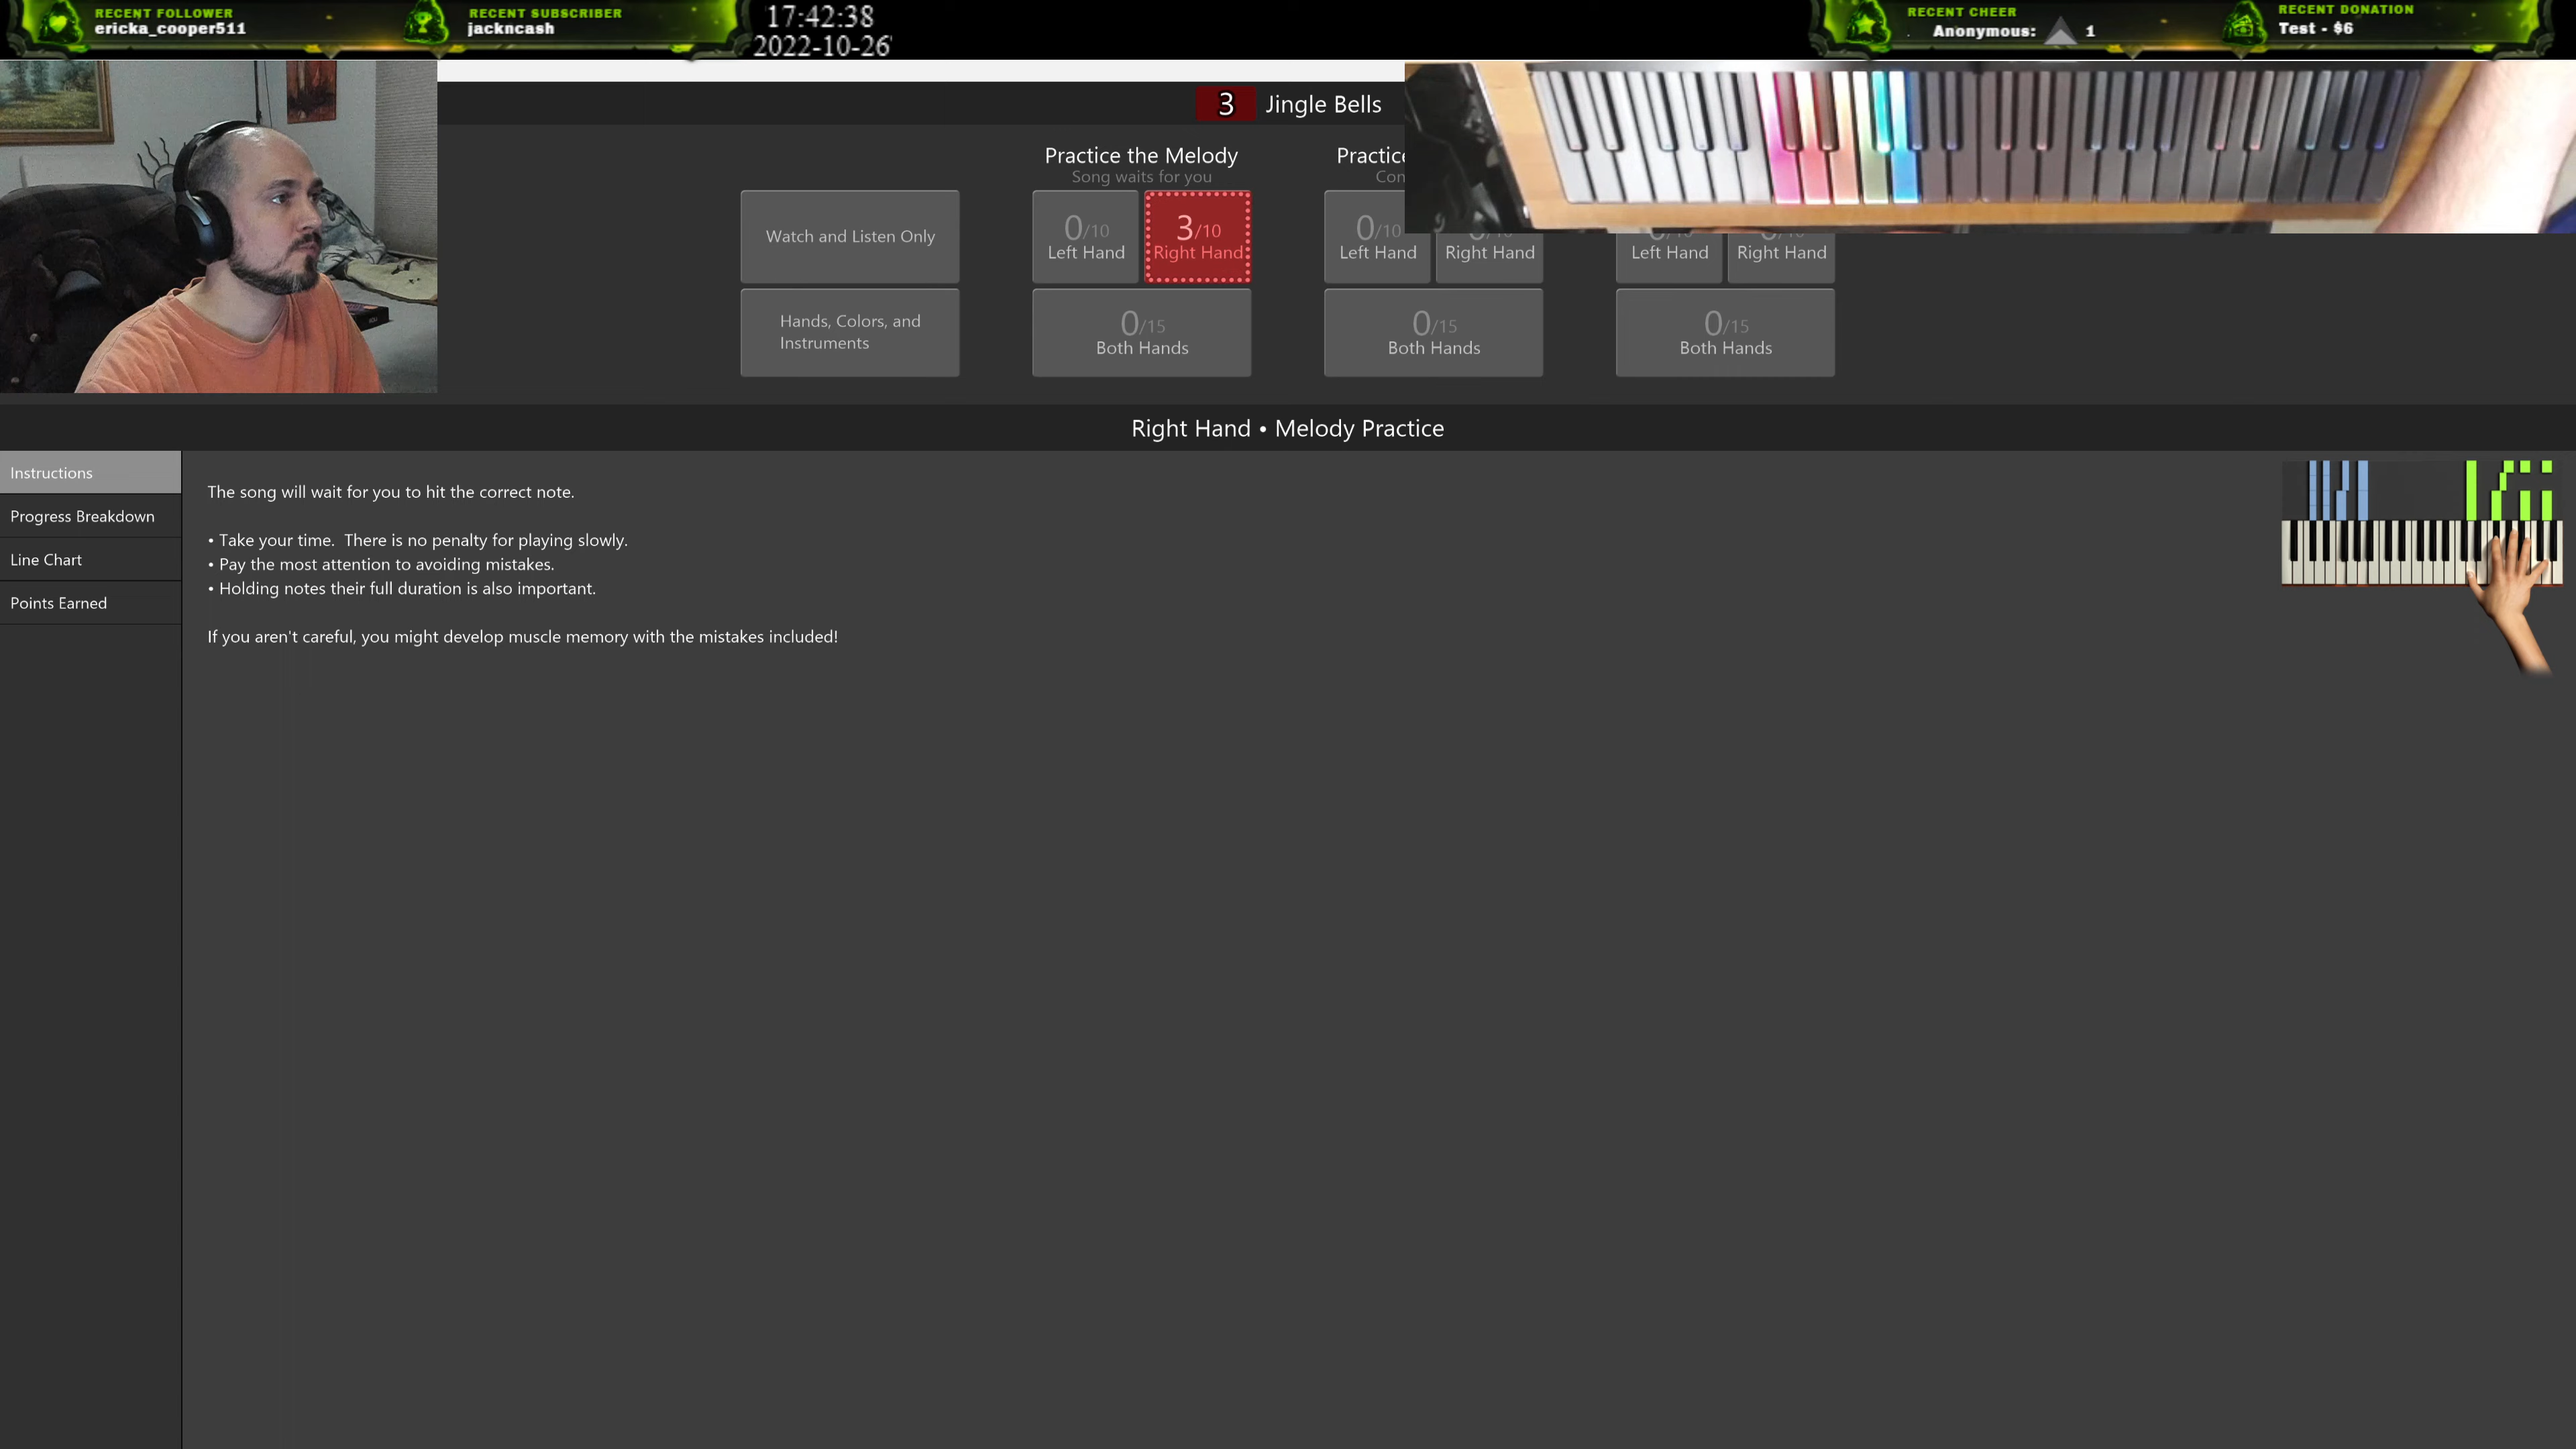 RECENT FOLLOWER
ericka_cooper511
RECENT SUBSCRIBER
jackncash
17:42:38
2022-10-26
RECENT CHEER
Anonymous: 1
RECENT DONATION
Test - $6
3 Jingle Bells
Practice the Melody
Song waits for you
Practice
Con
Watch and Listen Only
0/10
Left Hand
3/10
Right Hand
0/10
Left Hand
Right Hand
Left Hand
Right Hand
Hands, Colors, and
Instruments
0/15
Both Hands
0/15
Both Hands
0/15
Both Hands
Right Hand • Melody Practice
Instructions
Progress Breakdown
Line Chart
Points Earned
The song will wait for you to hit the correct note.
• Take your time. There is no penalty for playing slowly.
• Pay the most attention to avoiding mistakes.
• Holding notes their full duration is also important.
If you aren't careful, you might develop muscle memory with the mistakes included!